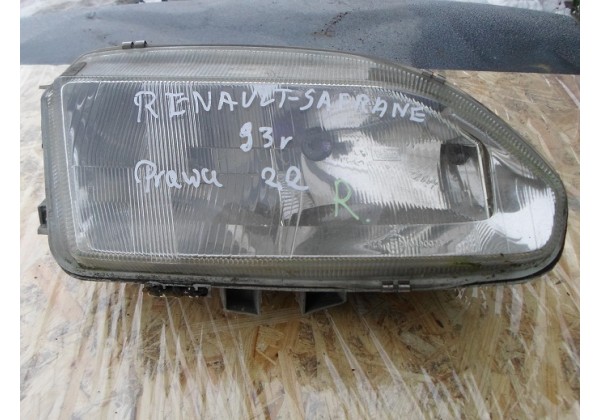 RENAULT-SAFRANE
93r
Prawa 22
R.